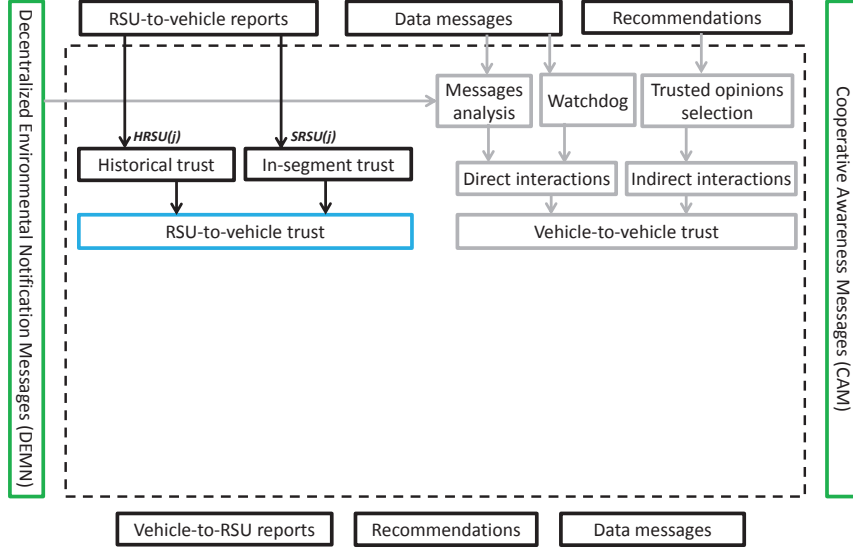 RSU-to-vehicle reports
Data messages
Recommendations
Decentralized Environmental Notification Messages (DEMN)
Cooperative Awareness Messages (CAM)
Messages
analysis
Watchdog
Trusted opinions
selection
HRSU(j)
SRSU(j)
Historical trust
In-segment trust
Direct interactions
Indirect interactions
RSU-to-vehicle trust
Vehicle-to-vehicle trust
Vehicle-to-RSU reports
Recommendations
Data messages